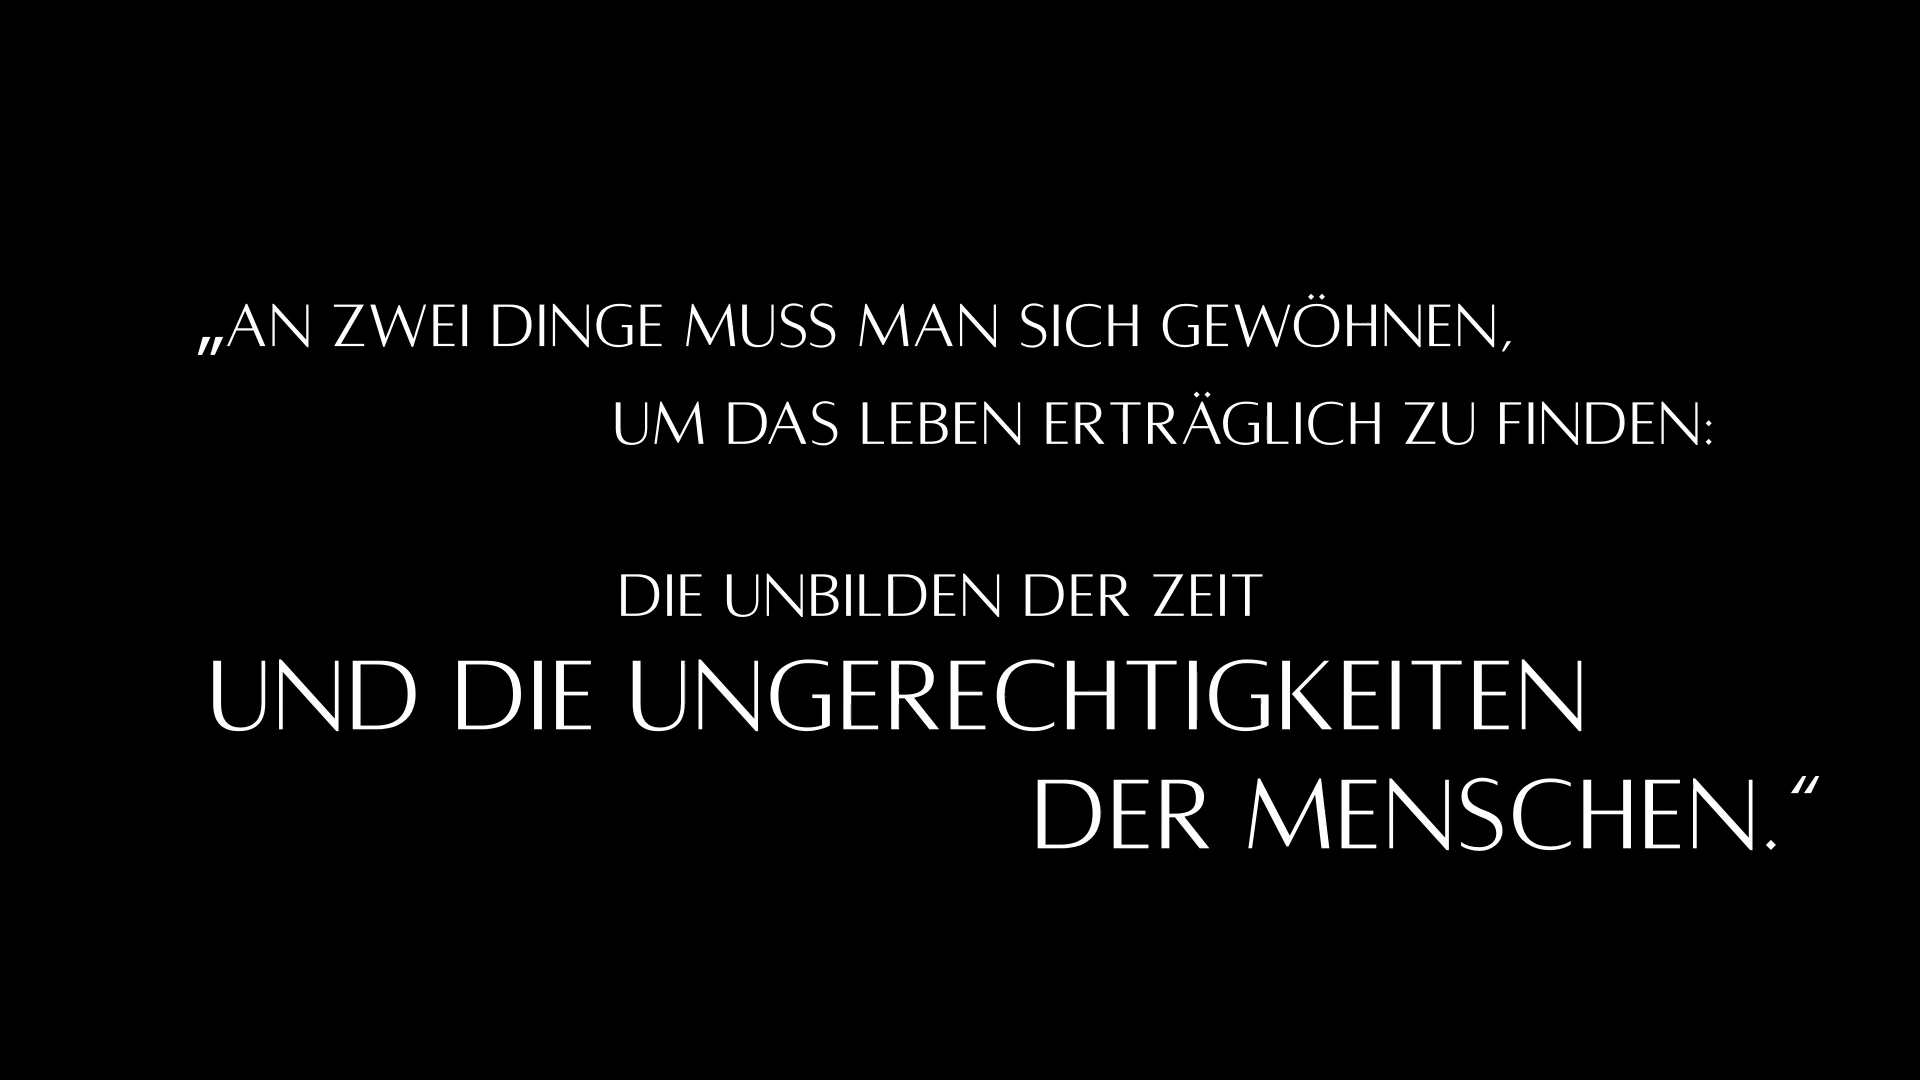 „AN ZWEI DINGE MUSS MAN SICH GEWÖHNEN,
UM DAS LEBEN ERTRÄGLICH ZU FINDEN:
DIE UNBILDEN DER ZEIT
UND DIE UNGERECHTIGKEITEN
DER MENSCHEN.“